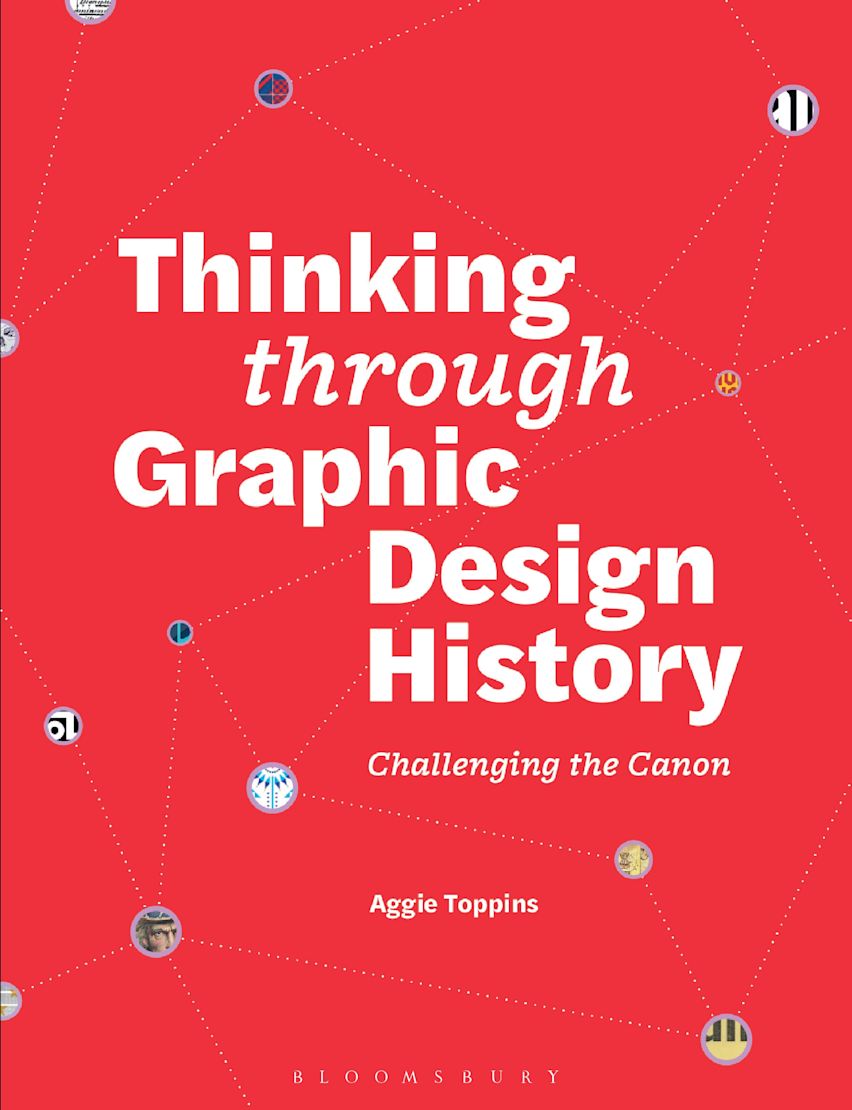 Thinking
through
Graphic
Design
History
Challenging the Canon
Aggie Toppins
BLOOMSBURY